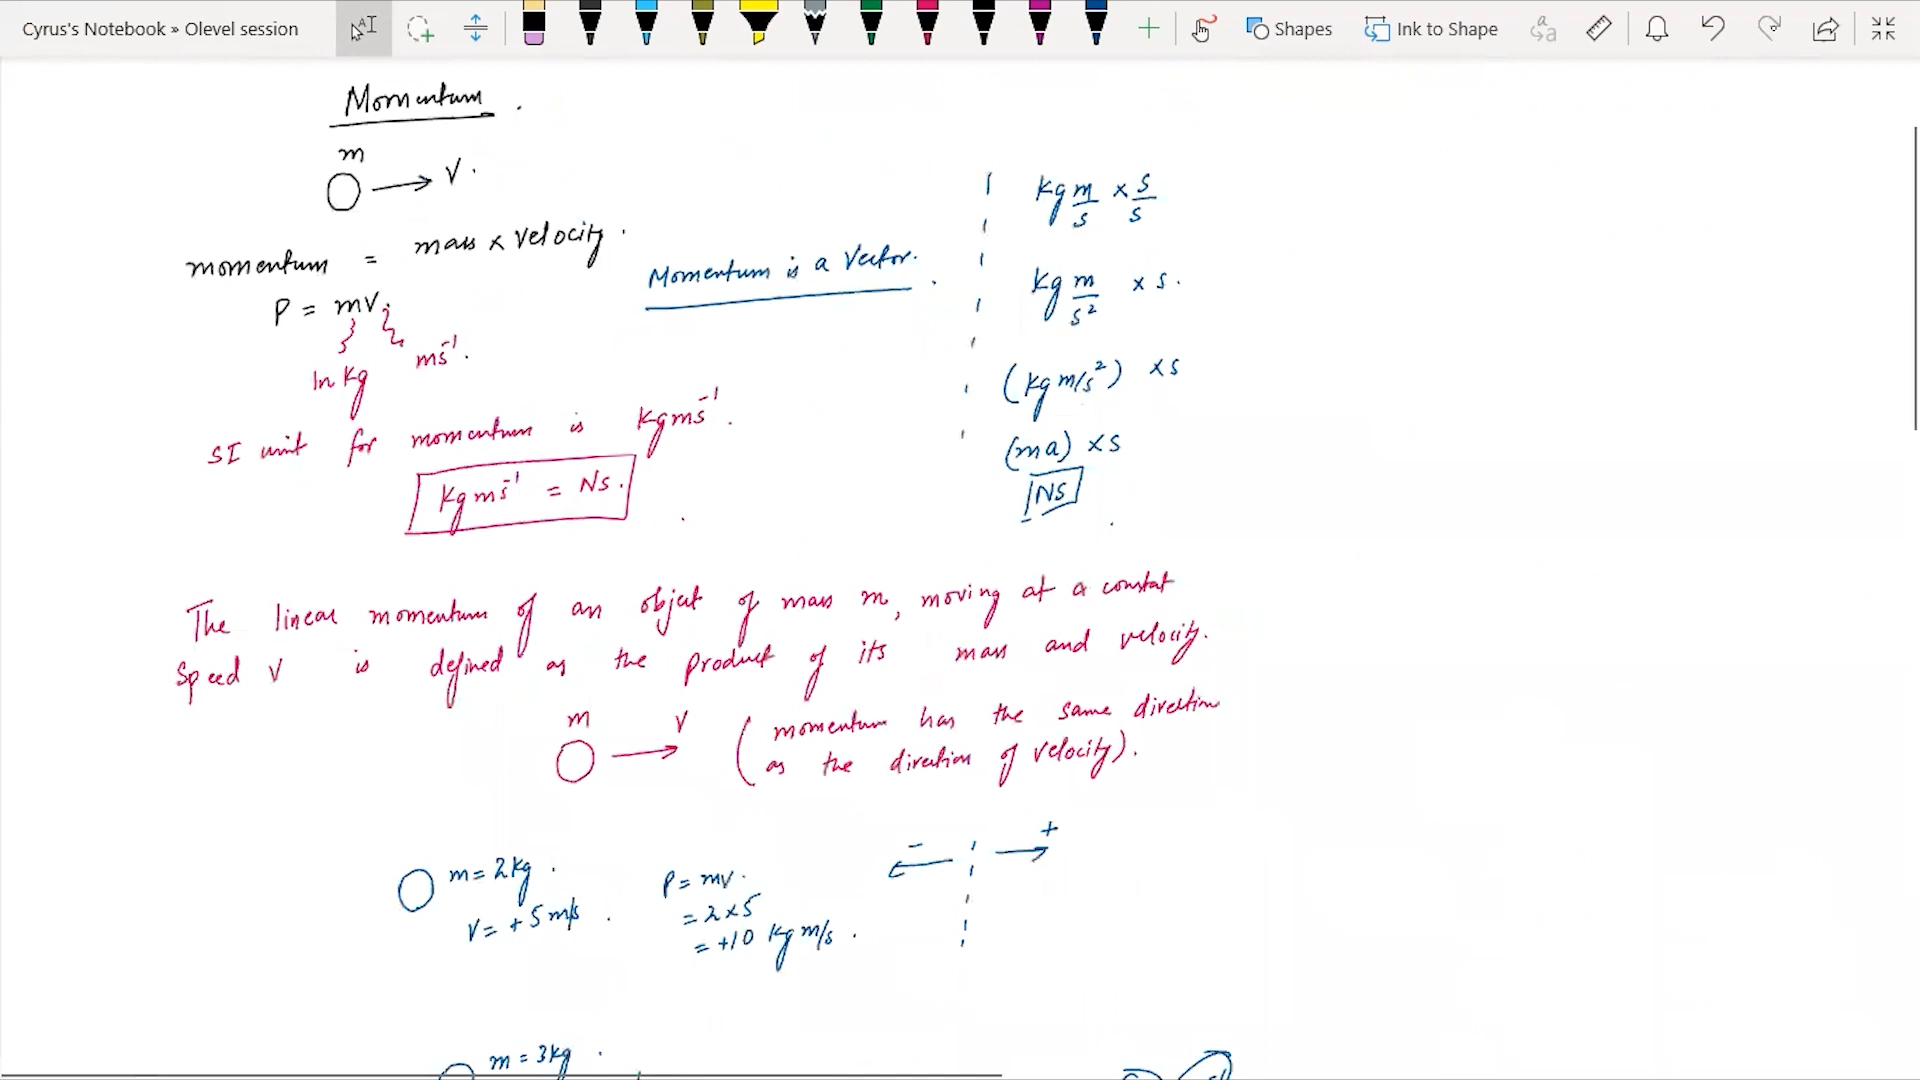 Cyrus's Notebook » Olevel session
Shapes
Ink to Shape
Momentum.
m
V.
momentum = mass x velocity.
P = mv.
In kg
ms⁻¹.
SI unit for momentum is kgms⁻¹.
kgms⁻¹ = Ns.
Momentum is a vector.
kg m/s x s/s
kg m/s² x s.
(kg m/s²) x s
(ma) x s
NS
The linear momentum of an object of mass m, moving at a constat
speed v is defined as the product of its mass and velocity.
m
V
(momentum has the same direction
as the direction of velocity).
m = 2kg.
V = +5 m/s.
P = mv.
= 2 x 5
= +10 kg m/s.
- +
m = 3kg.